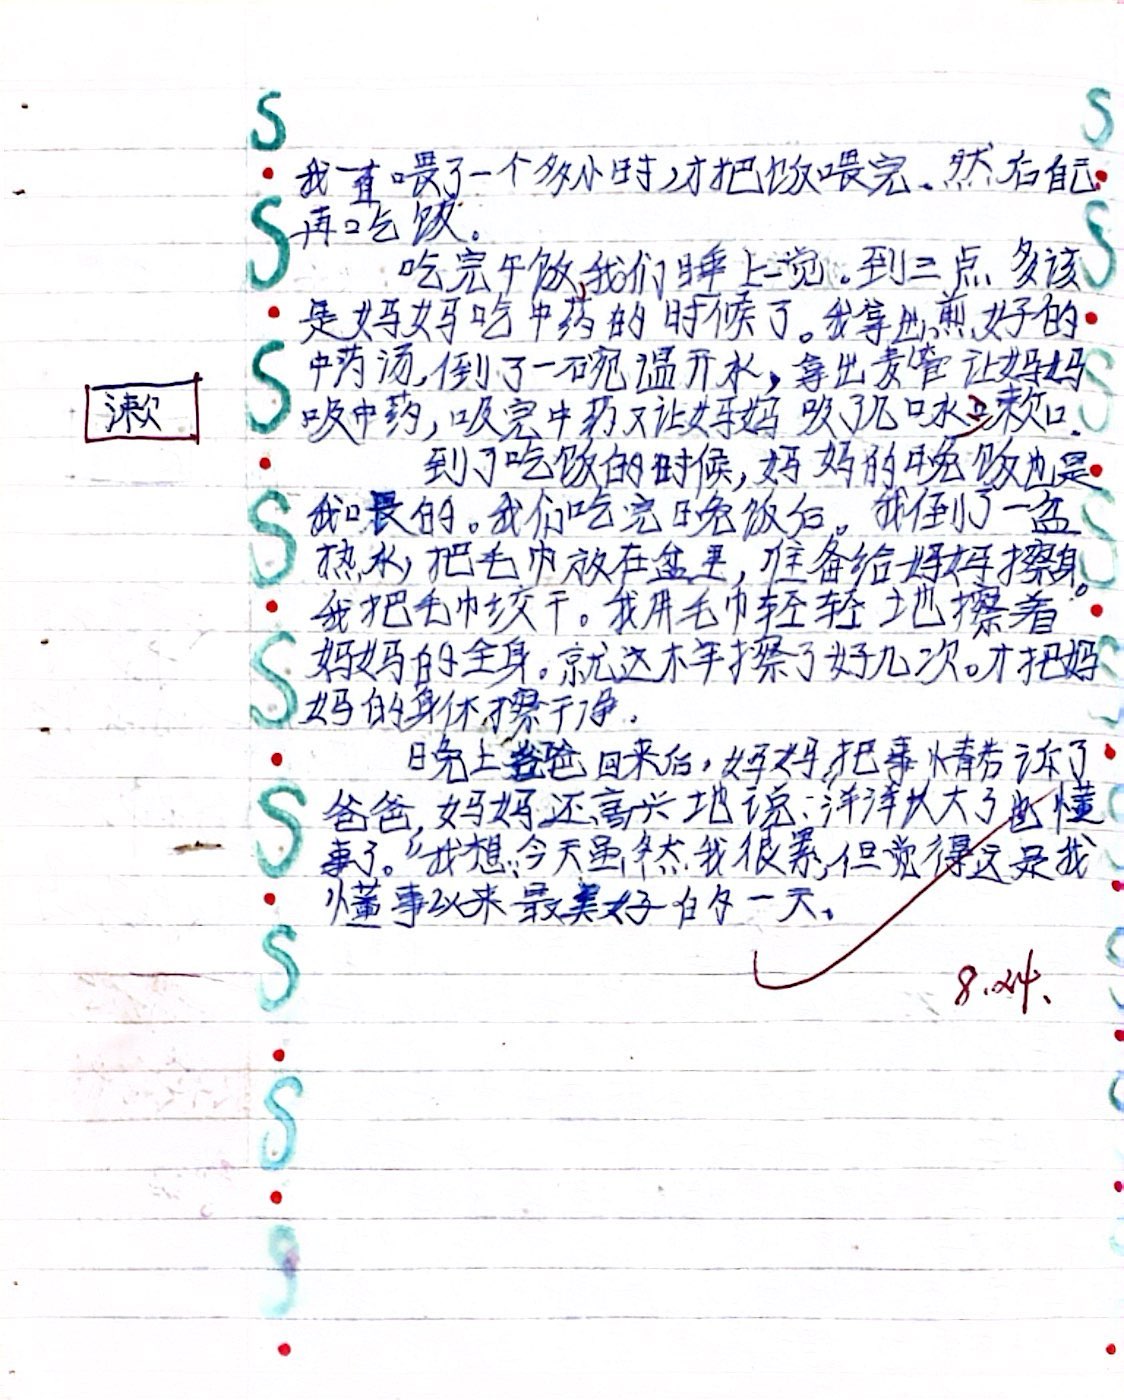 我一直喂了一个多小时,才把饭喂完.然后自己
再吃饭。
吃完午饭,我们睡上一觉。到三点多该
是妈妈吃中药的时候了。我拿出煎好的
中药汤,倒了一碗温开水,拿出麦管让妈妈
漱
吸中药,吸完中药又让妈妈吸了几口水漱口.
到了吃饭的时候,妈妈的晚饭也是
我喂的。我们吃完晚饭后。我倒了一盆
热水,把毛巾放在盆里,准备给妈妈擦身。
我把毛巾绞干。我用毛巾轻轻地擦着
妈妈的全身。就这样擦了好几次。才把妈
妈的身体擦干净.
晚上爸爸回来后,妈妈把事情告诉了
爸爸,妈妈还高兴地说:洋洋大了也懂
事了。”我想:今天虽然我很累,但觉得这是我
懂事以来最美好的一天.
8.24.